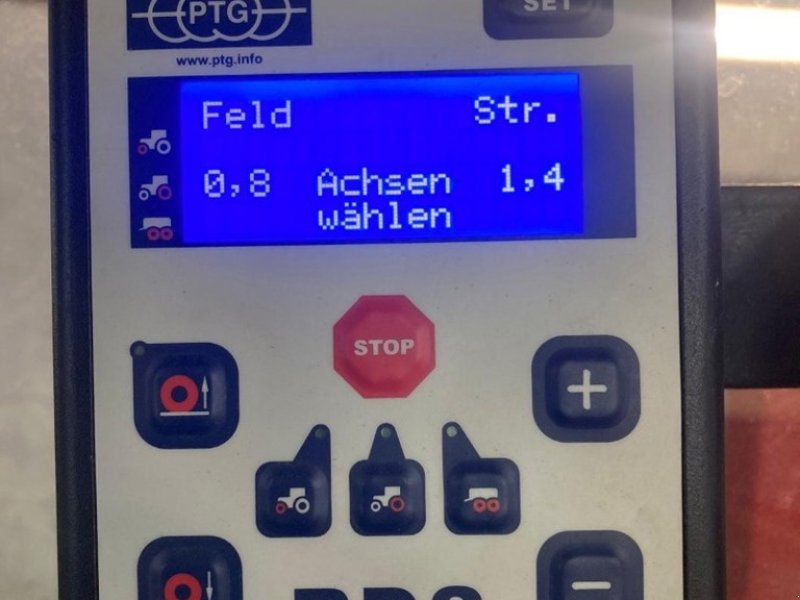 PTG
SET
www.ptg.info
Feld Str.
0,8 Achsen 1,4
wählen
STOP
+
−